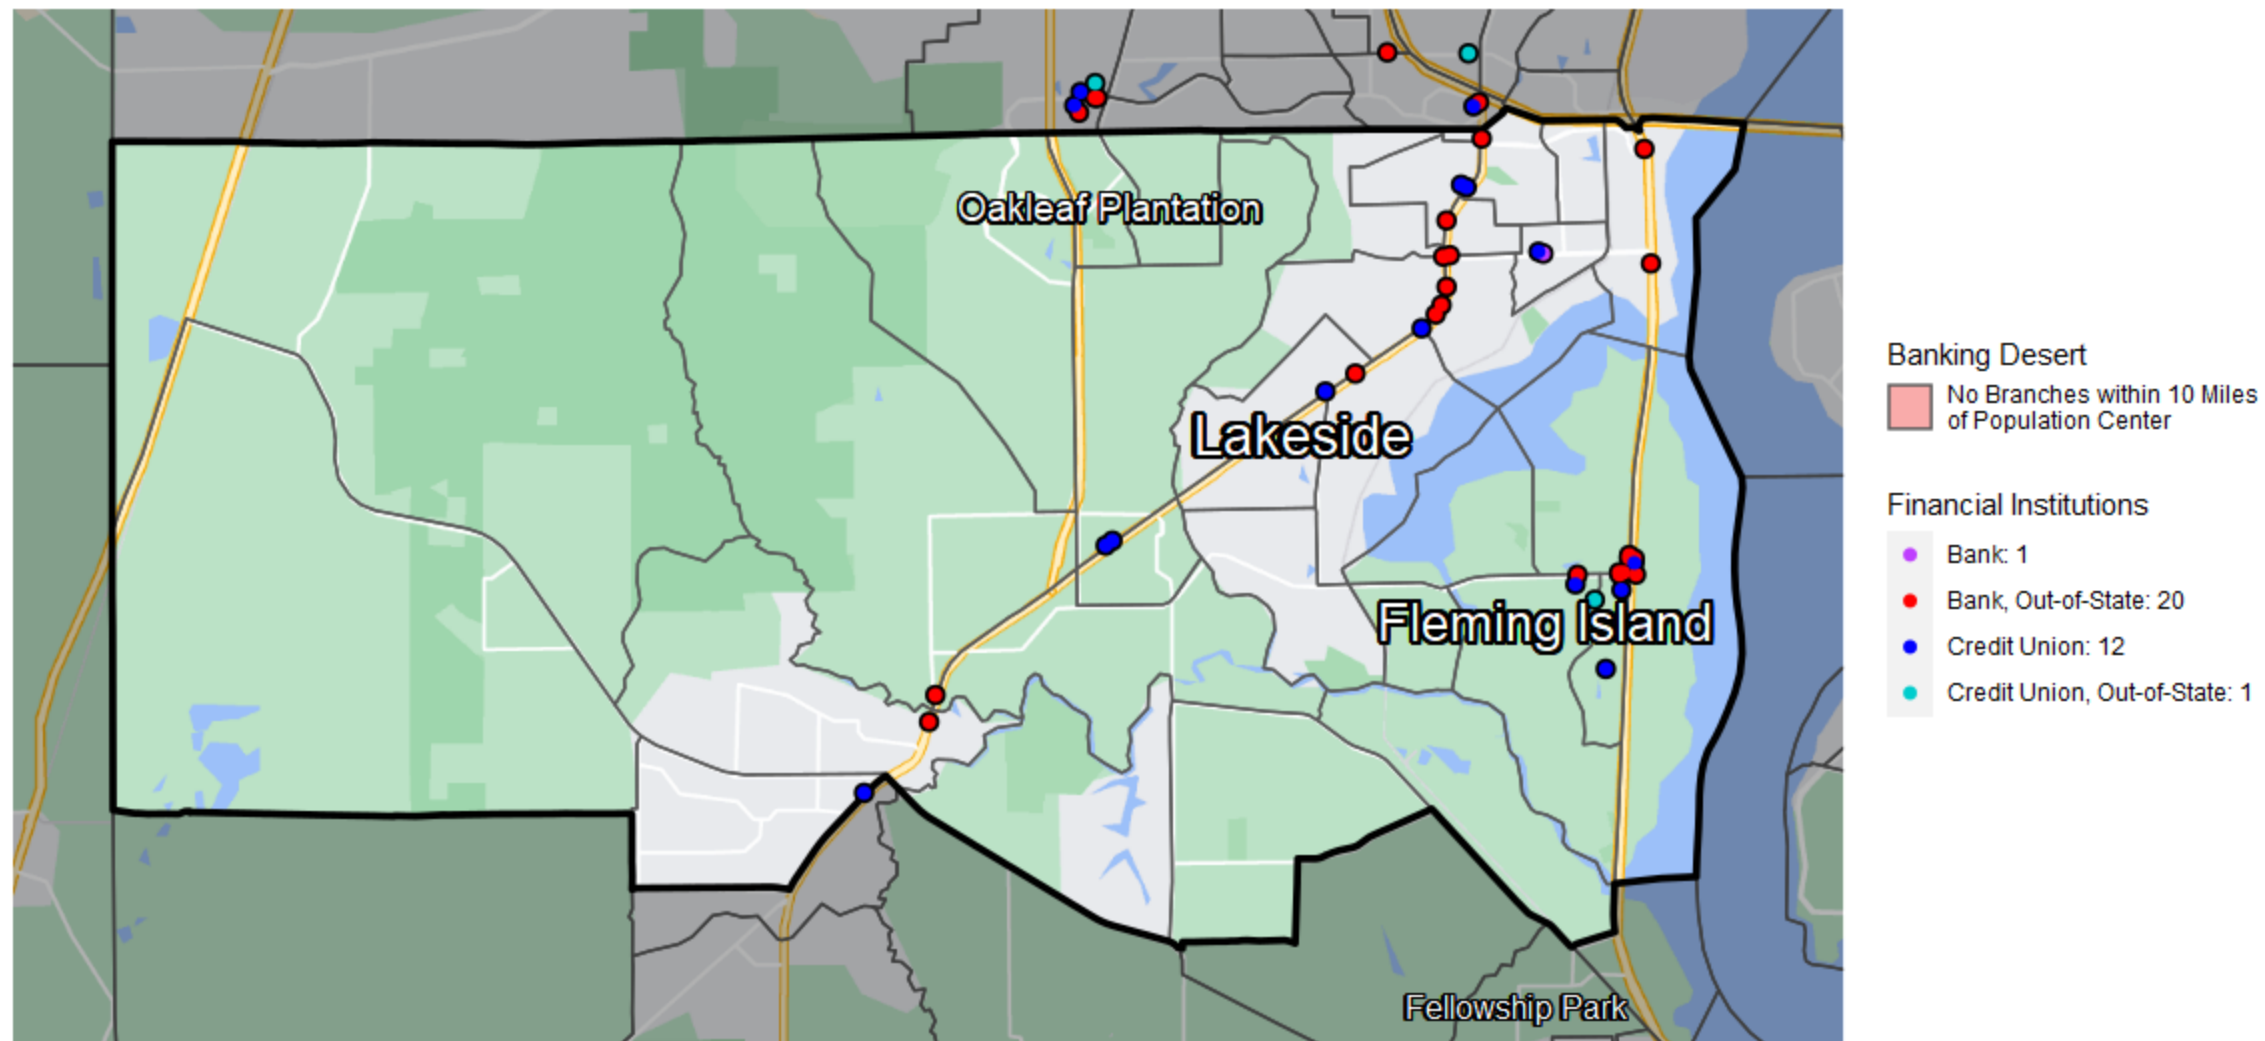 Oakleaf Plantation
Lakeside
Fleming Island
Fellowship Park
Banking Desert
No Branches within 10 Miles
of Population Center
Financial Institutions
Bank: 1
Bank, Out-of-State: 20
Credit Union: 12
Credit Union, Out-of-State: 1